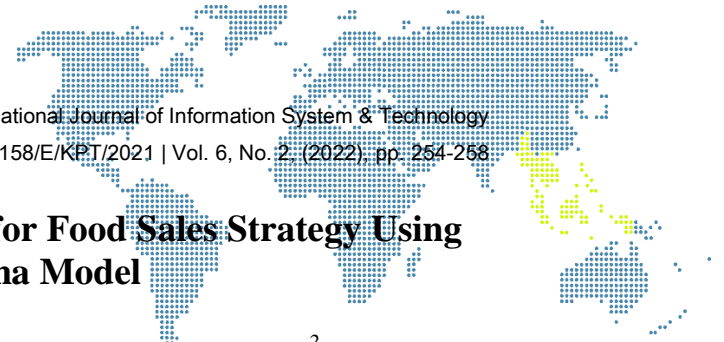 ational Journal of Information System & Technology
158/E/KPT/2021 | Vol. 6, No. 2, (2022), pp. 254-258
for Food Sales Strategy Using
na Model
2